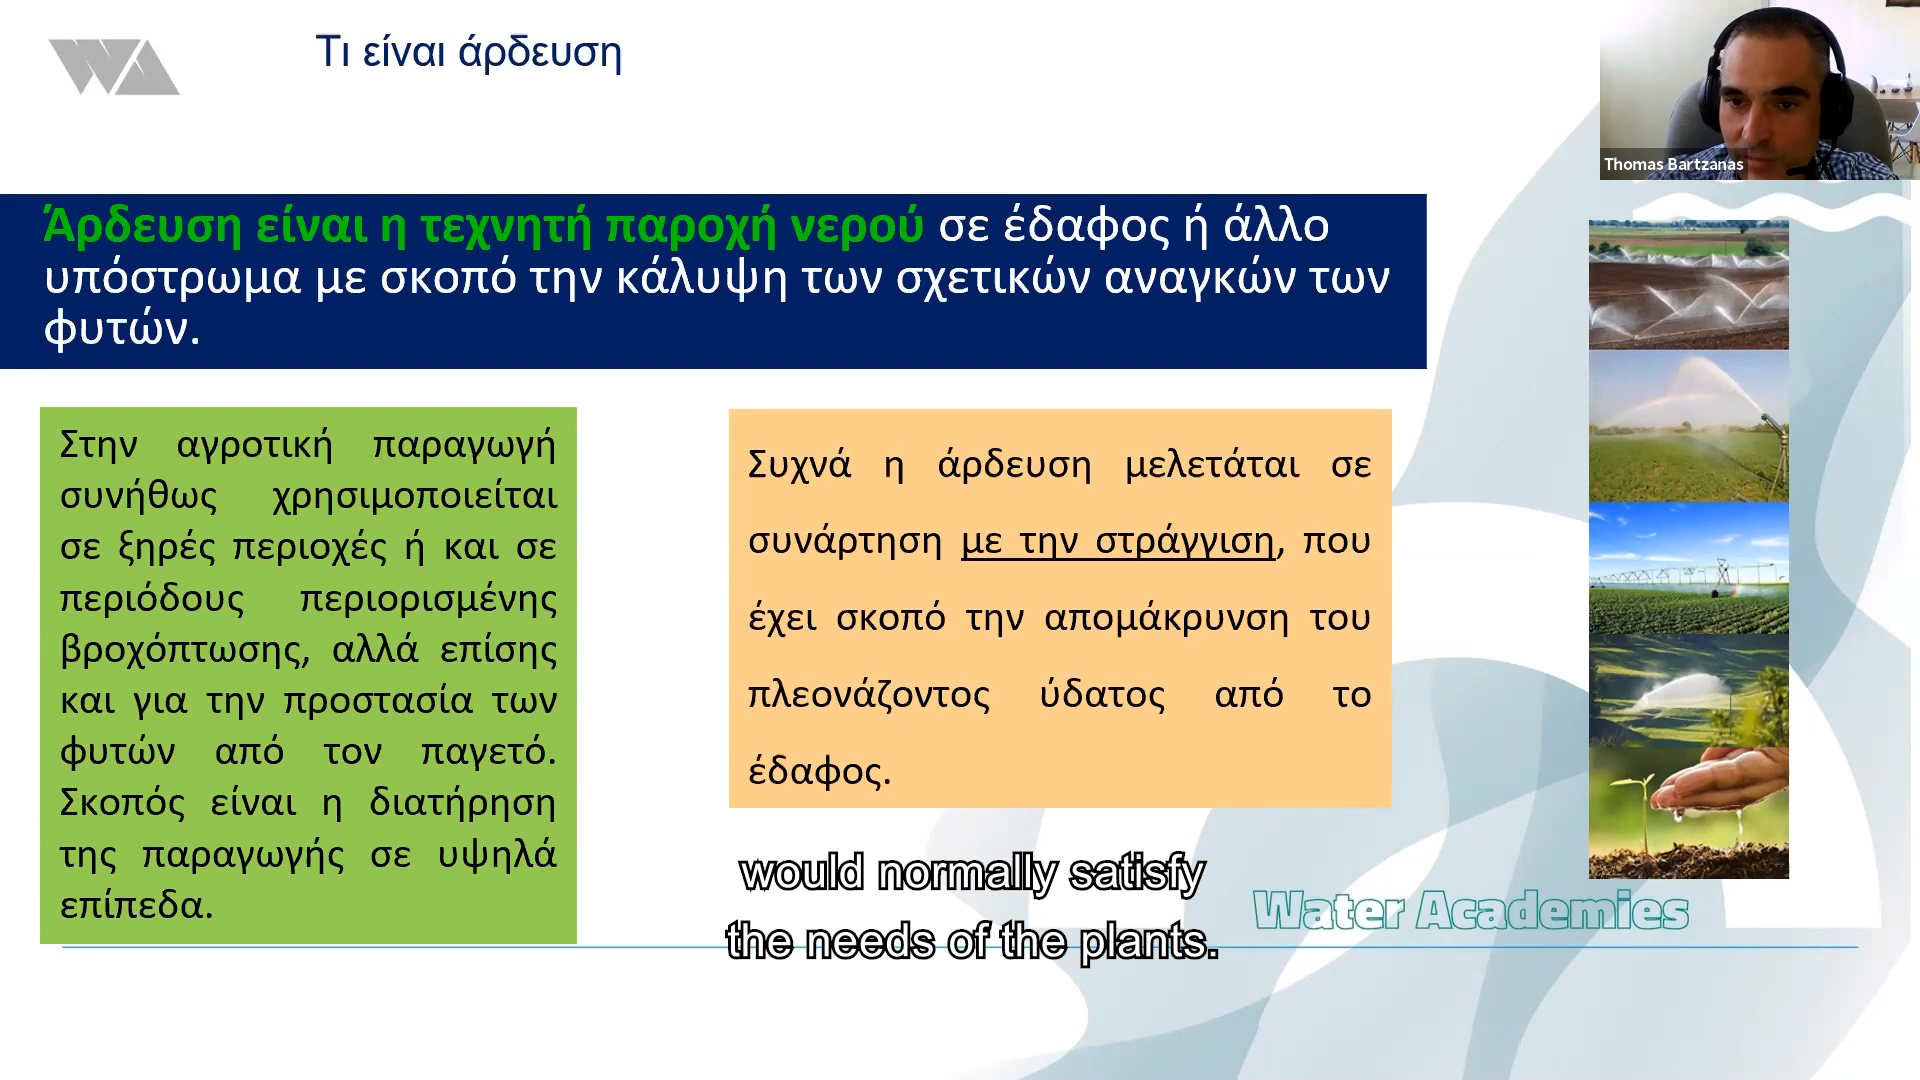 WA
Τι είναι άρδευση
Thomas Bartzanas
Άρδευση είναι η τεχνητή παροχή νερού σε έδαφος ή άλλο
υπόστρωμα με σκοπό την κάλυψη των σχετικών αναγκών των
φυτών.
Στην αγροτική παραγωγή
συνήθως χρησιμοποιείται
σε ξηρές περιοχές ή και σε
περιόδους περιορισμένης
βροχόπτωσης, αλλά επίσης
και για την προστασία των
φυτών από τον παγετό.
Σκοπός είναι η διατήρηση
της παραγωγής σε υψηλά
επίπεδα.
Συχνά η άρδευση μελετάται σε
συνάρτηση με την στράγγιση, που
έχει σκοπό την απομάκρυνση του
πλεονάζοντος ύδατος από το
έδαφος.
would normally satisfy
the needs of the plants.
Water Academies